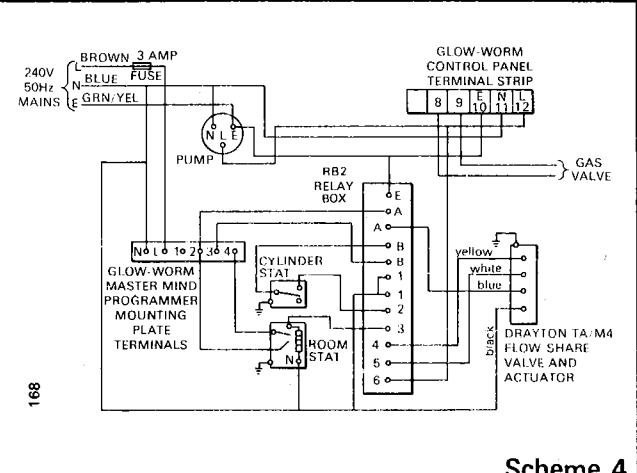 BROWN 3 AMP
L
FUSE
240V
50Hz
MAINS
N BLUE
E GRN/YEL
GLOW-WORM
CONTROL PANEL
TERMINAL STRIP
8 9 E 10 N 11 L 12
N L E
PUMP
GAS
VALVE
RB2
RELAY
BOX
E
A
A
B
B
1
1
2
3
4
5
6
N L 1 2 3 4
GLOW-WORM
MASTER MIND
PROGRAMMER
MOUNTING
PLATE
TERMINALS
CYLINDER
STAT
ROOM
STAT
N
yellow
white
blue
black
DRAYTON TA/M4
FLOW SHARE
VALVE AND
ACTUATOR
168
Scheme 4